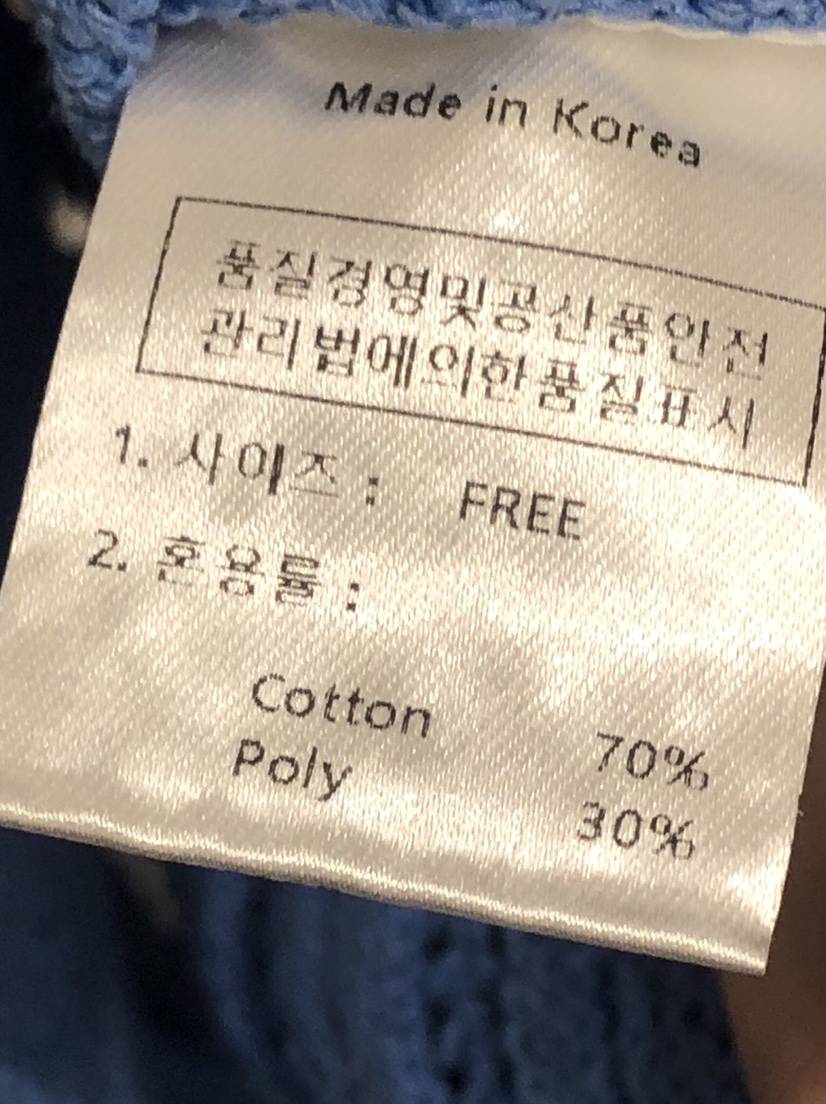 Made in Korea
품질경영및공산품안전
관리법에의한품질표시
1. 사이즈 : FREE
2. 혼용률 :
Cotton 70%
Poly 30%